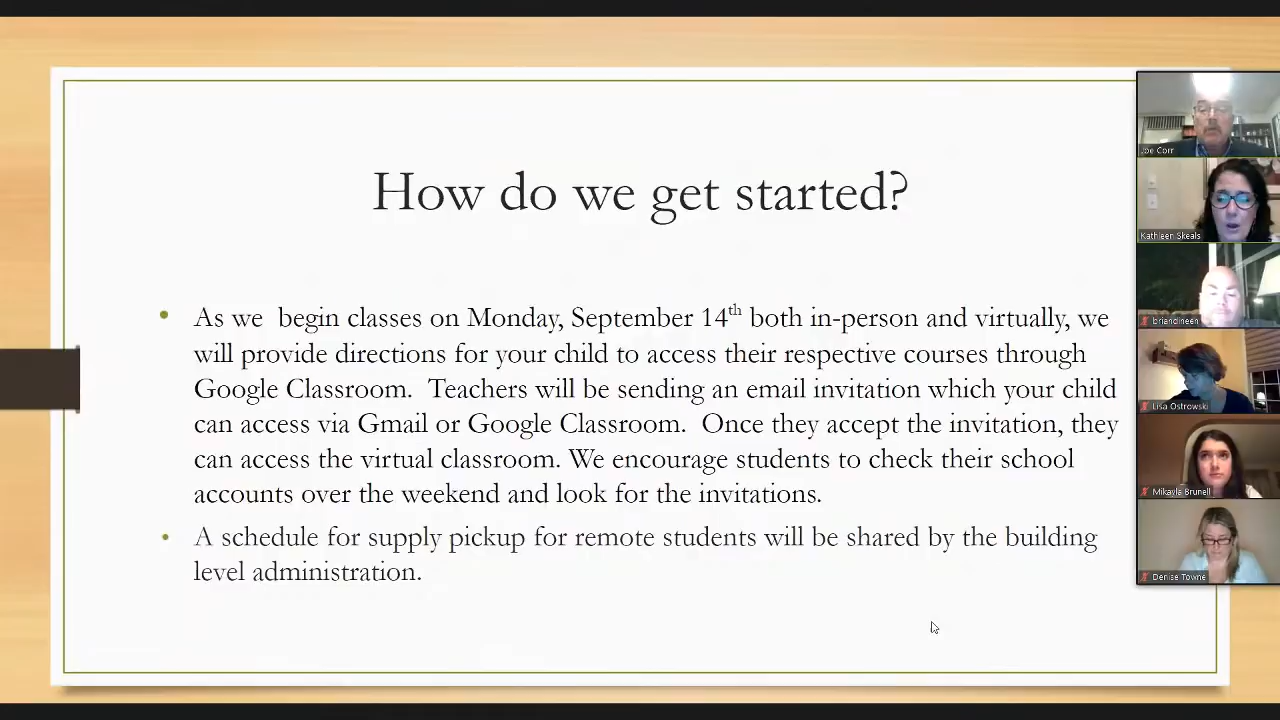 How do we get started?
• As we  begin classes on Monday, September 14th both in-person and virtually, we
will provide directions for your child to access their respective courses through
Google Classroom.  Teachers will be sending an email invitation which your child
can access via Gmail or Google Classroom.  Once they accept the invitation, they
can access the virtual classroom. We encourage students to check their school
accounts over the weekend and look for the invitations.
• A schedule for supply pickup for remote students will be shared by the building
level administration.
Joe Corr
Kathleen Skeals
briandineen
Lisa Ostrowski
Mikayla Brunell
Denise Towne